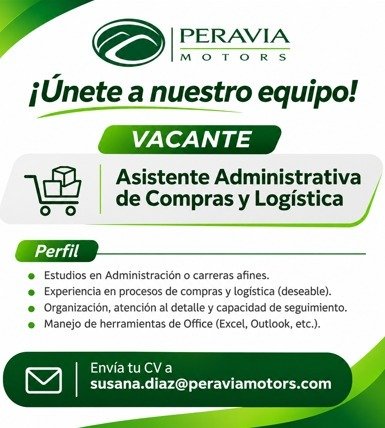 PERAVIA
MOTORS
¡Únete a nuestro equipo!
VACANTE
Asistente Administrativa
de Compras y Logística
Perfil
Estudios en Administración o carreras afines.
Experiencia en procesos de compras y logística (deseable).
Organización, atención al detalle y capacidad de seguimiento.
Manejo de herramientas de Office (Excel, Outlook, etc.).
Envía tu CV a
susana.diaz@peraviamotors.com